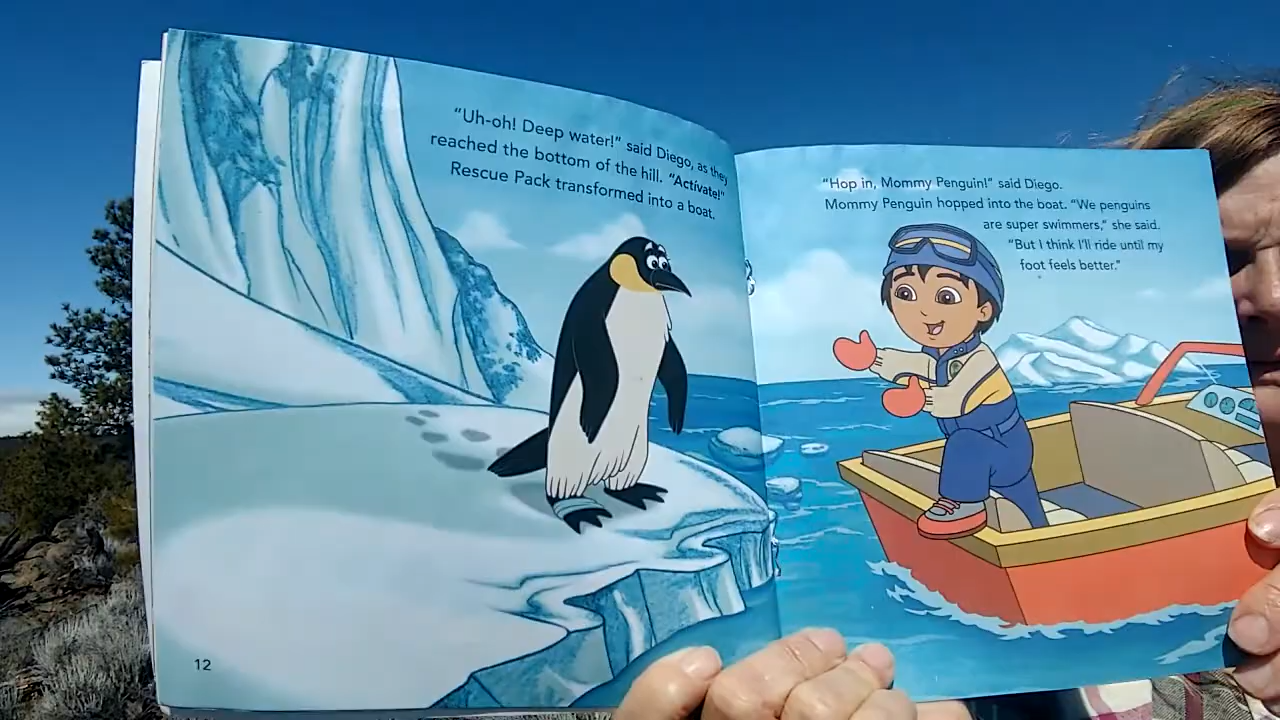 “Uh-oh! Deep water!” said Diego, as they
reached the bottom of the hill. “Activate!”
Rescue Pack transformed into a boat.
12
“Hop in, Mommy Penguin!” said Diego.
Mommy Penguin hopped into the boat. “We penguins
are super swimmers,” she said.
“But I think I’ll ride until my
foot feels better.”